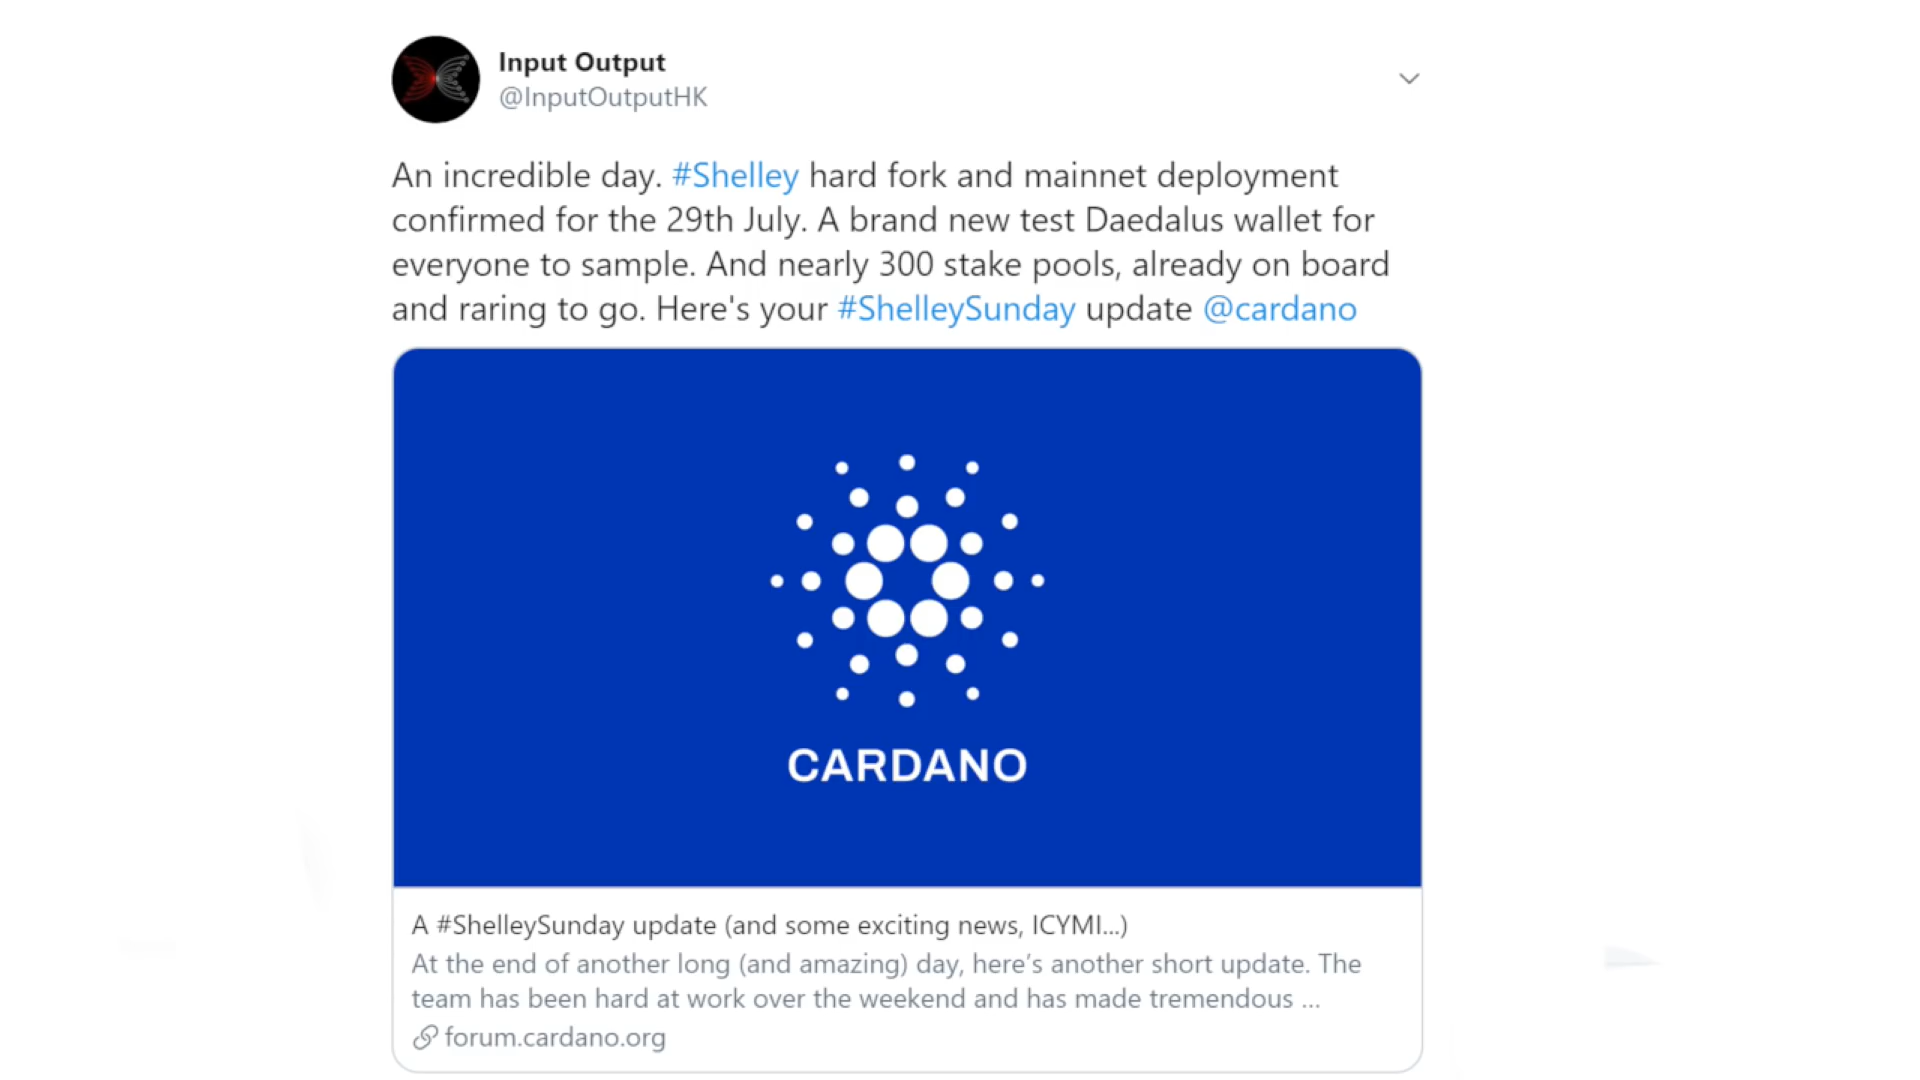 Input Output
@InputOutputHK
An incredible day. #Shelley hard fork and mainnet deployment
confirmed for the 29th July. A brand new test Daedalus wallet for
everyone to sample. And nearly 300 stake pools, already on board
and raring to go. Here's your #ShelleySunday update @cardano
CARDANO
A #ShelleySunday update (and some exciting news, ICYMI...)
At the end of another long (and amazing) day, here’s another short update. The
team has been hard at work over the weekend and has made tremendous ...
forum.cardano.org